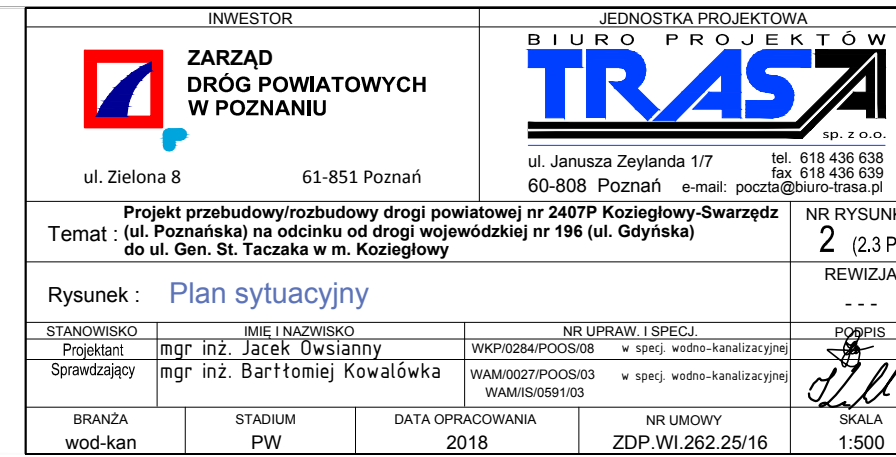 INWESTOR
JEDNOSTKA PROJEKTOWA
ZARZĄD
DRÓG POWIATOWYCH
W POZNANIU
ul. Zielona 8 61-851 Poznań
BIURO PROJEKTÓW
TRASA
sp. z o.o.
ul. Janusza Zeylanda 1/7 tel. 618 436 638
fax 618 436 639
60-808 Poznań e-mail: poczta@biuro-trasa.pl
Temat : Projekt przebudowy/rozbudowy drogi powiatowej nr 2407P Koziegłowy-Swarzędz
(ul. Poznańska) na odcinku od drogi wojewódzkiej nr 196 (ul. Gdyńska)
do ul. Gen. St. Taczaka w m. Koziegłowy
NR RYSUNK
2 (2.3 P
Rysunek : Plan sytuacyjny
REWIZJA
- - -
STANOWISKO IMIĘ I NAZWISKO NR UPRAW. I SPECJ. PODPIS
Projektant mgr inż. Jacek Owsianny WKP/0284/POOS/08 w specj. wodno-kanalizacyjnej
Sprawdzający mgr inż. Barttomiej Kowalówka WAM/0027/POOS/03 w specj. wodno-kanalizacyjnej
WAM/IS/0591/03
BRANŻA STADIUM DATA OPRACOWANIA NR UMOWY SKALA
wod-kan PW 2018 ZDP.WI.262.25/16 1:500